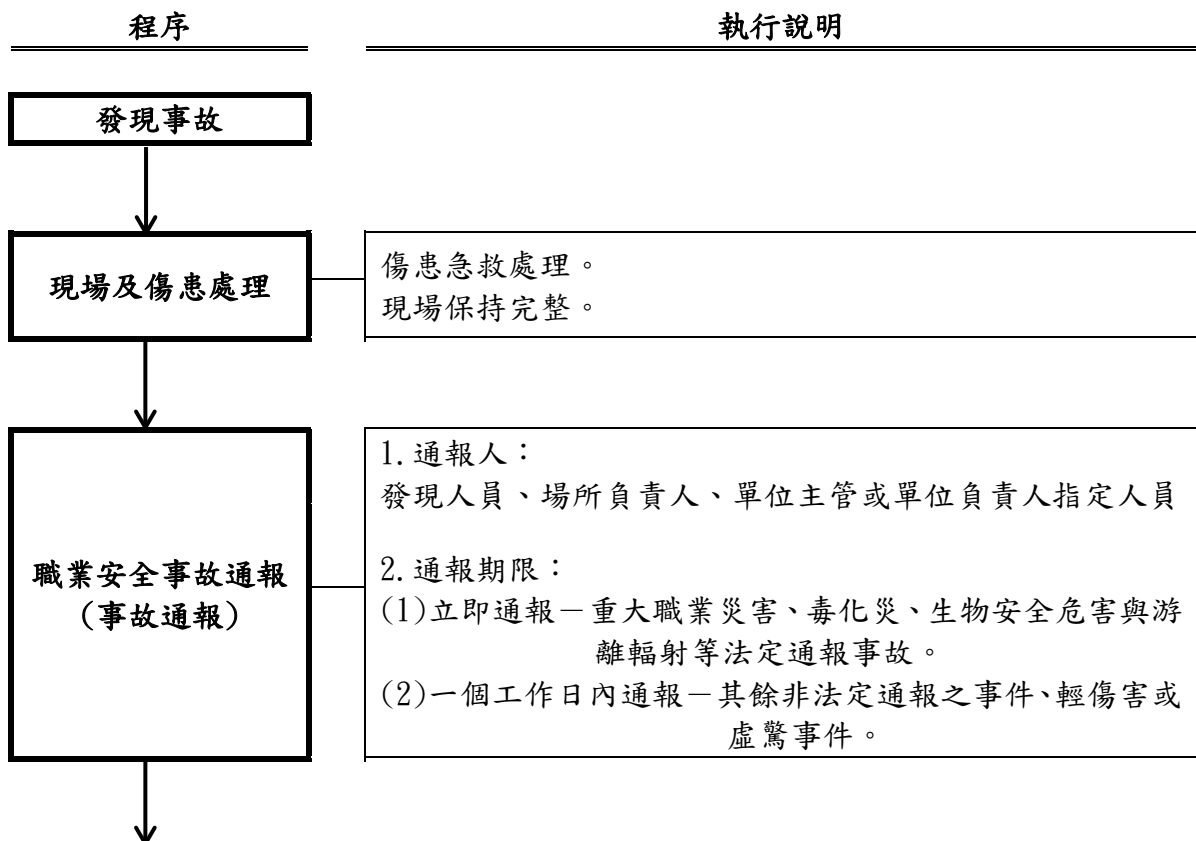 程序
執行說明
發現事故
現場及傷患處理
傷患急救處理。
現場保持完整。
職業安全事故通報
(事故通報)
1.通報人：
發現人員、場所負責人、單位主管或單位負責人指定人員
2.通報期限：
(1)立即通報－重大職業災害、毒化災、生物安全危害與游
離輻射等法定通報事故。
(2)一個工作日內通報－其餘非法定通報之事件、輕傷害或
虛驚事件。